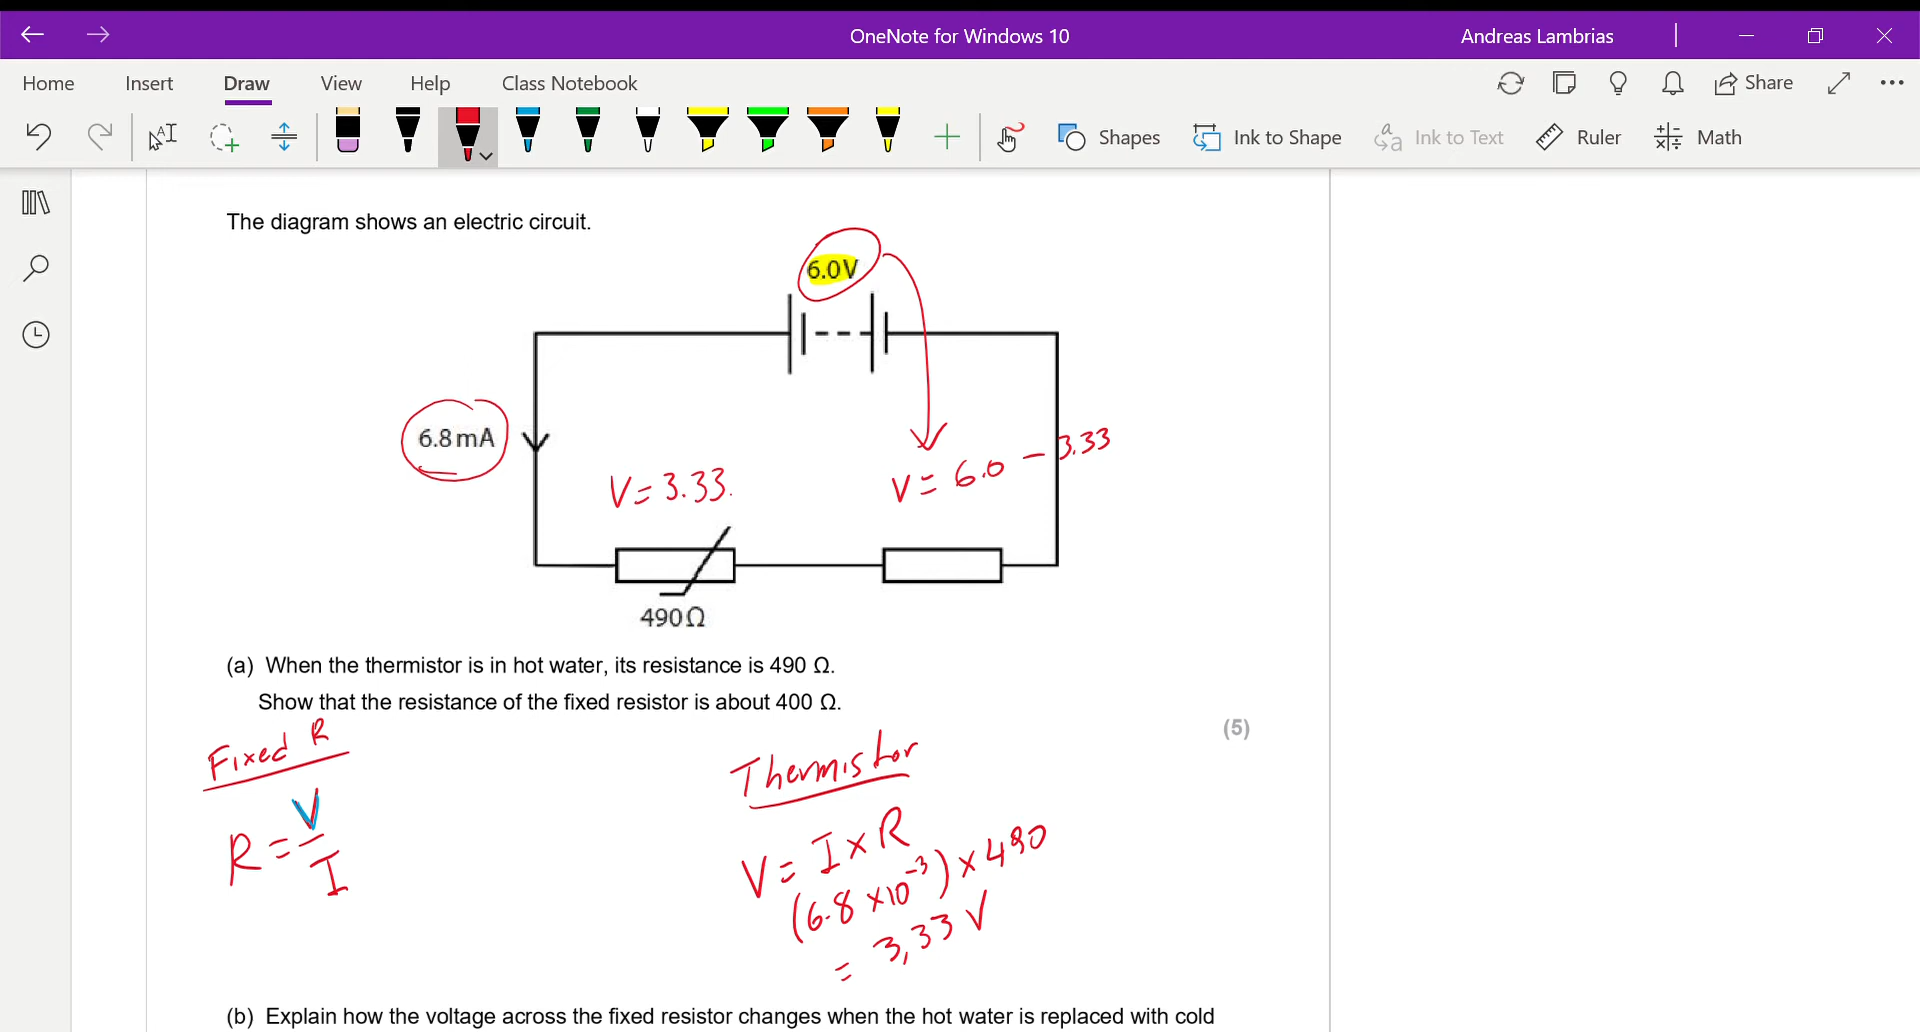 OneNote for Windows 10
Andreas Lambrias
Home Insert Draw View Help Class Notebook
Share
Shapes Ink to Shape Ink to Text Ruler Math
The diagram shows an electric circuit.
6.0V
6.8mA
V = 3.33.
V = 6.0 - 3.33
490Ω
(a) When the thermistor is in hot water, its resistance is 490 Ω.
Show that the resistance of the fixed resistor is about 400 Ω.
(5)
Fixed R
R = V / I
Thermistor
V = I × R
(6.8 × 10⁻³) × 490
= 3,33 V
(b) Explain how the voltage across the fixed resistor changes when the hot water is replaced with cold